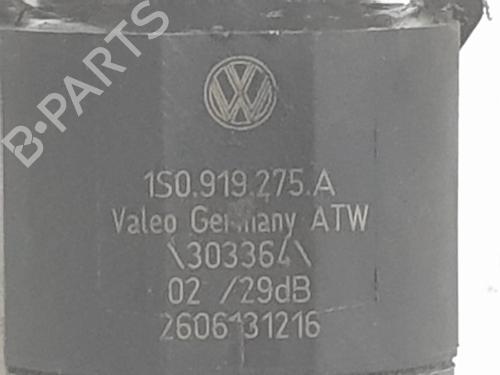 B-PARTS
1S0.919.275.A
Valeo Germany ATW
\303364\
02 /29dB
2606131216